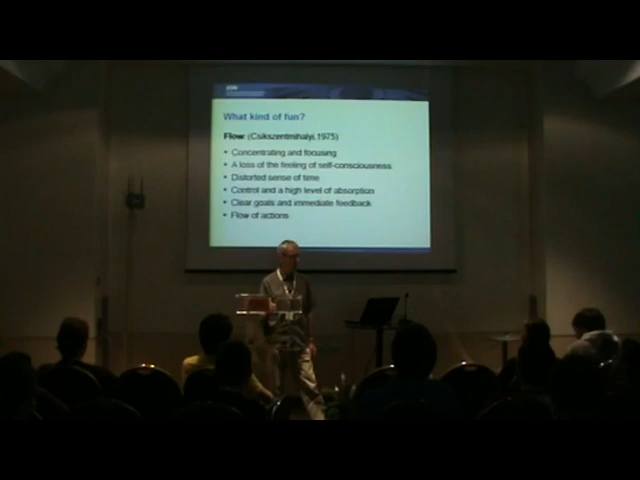 What kind of fun?
Flow: (Csikszentmihalyi,1975)
• Concentrating and focusing
• A loss of the feeling of self-consciousness
• Distorted sense of time
• Control and a high level of absorption
• Clear goals and immediate feedback
• Flow of actions